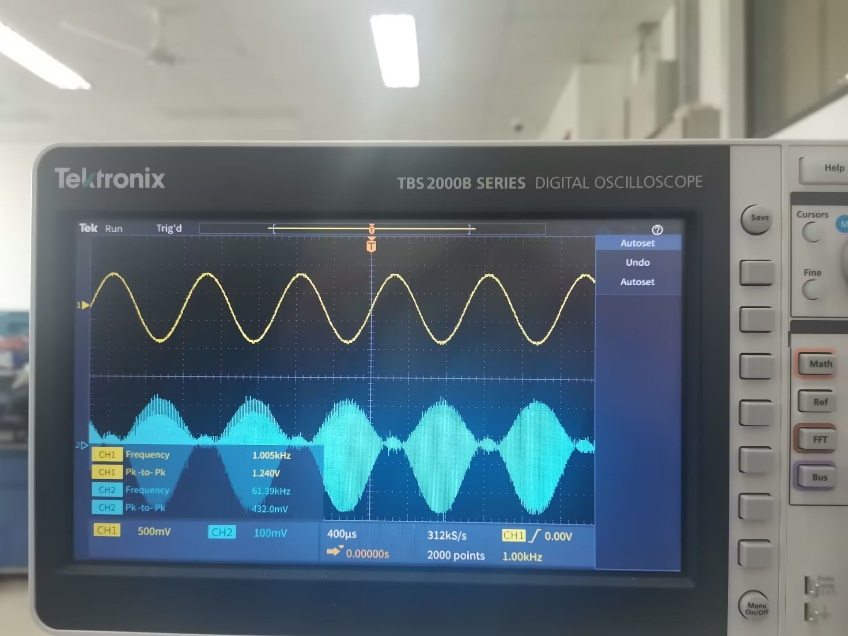 Tektronix
TBS 2000B SERIES DIGITAL OSCILLOSCOPE
Help
Save
Cursors
M
Fine
Tek Run Trig'd
T
T
Autoset
Undo
Autoset
1
2
CH1 Frequency 1.005kHz
CH1 Pk-to-Pk 1.240V
CH2 Frequency 61.39kHz
CH2 Pk-to-Pk 432.0mV
CH1 500mV CH2 100mV 400µs 312kS/s CH1 0.00V
0.00000s 2000 points 1.00kHz
Math
Ref
FFT
Bus
Menu
On/Off